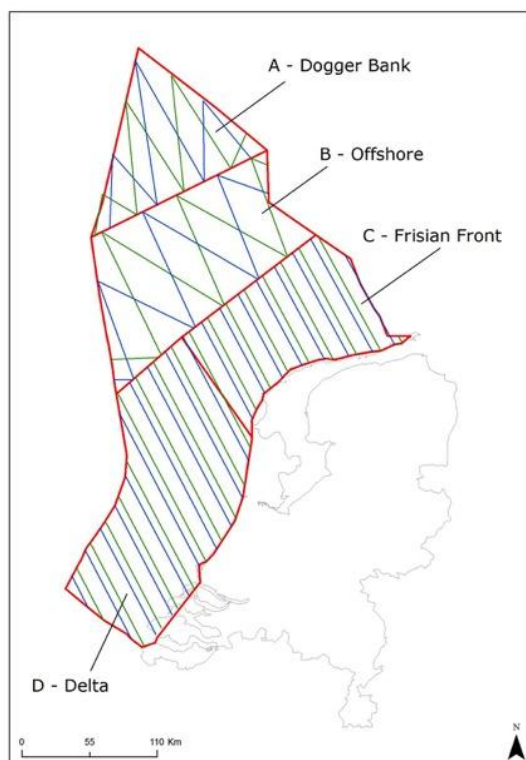 A - Dogger Bank
B - Offshore
C - Frisian Front
D - Delta
0 55 110 Km
N